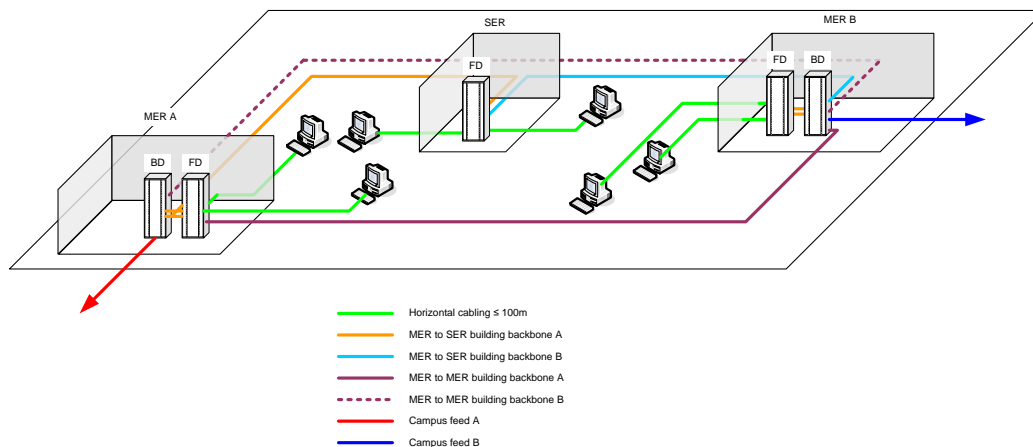 SER
MER B
FD
FD
BD
MER A
BD
FD
Horizontal cabling ≤ 100m
MER to SER building backbone A
MER to SER building backbone B
MER to MER building backbone A
MER to MER building backbone B
Campus feed A
Campus feed B